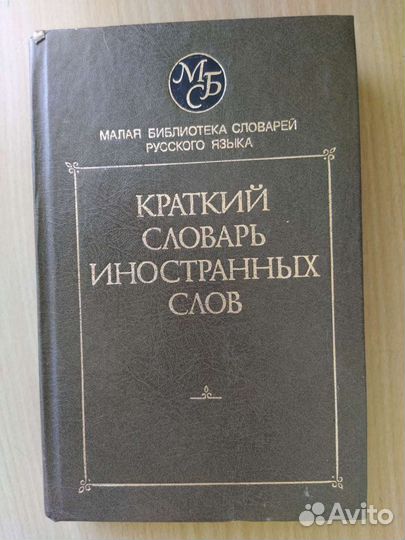 МБС
МАЛАЯ БИБЛИОТЕКА СЛОВАРЕЙ
РУССКОГО ЯЗЫКА
КРАТКИЙ
СЛОВАРЬ
ИНОСТРАННЫХ
СЛОВ
Avito